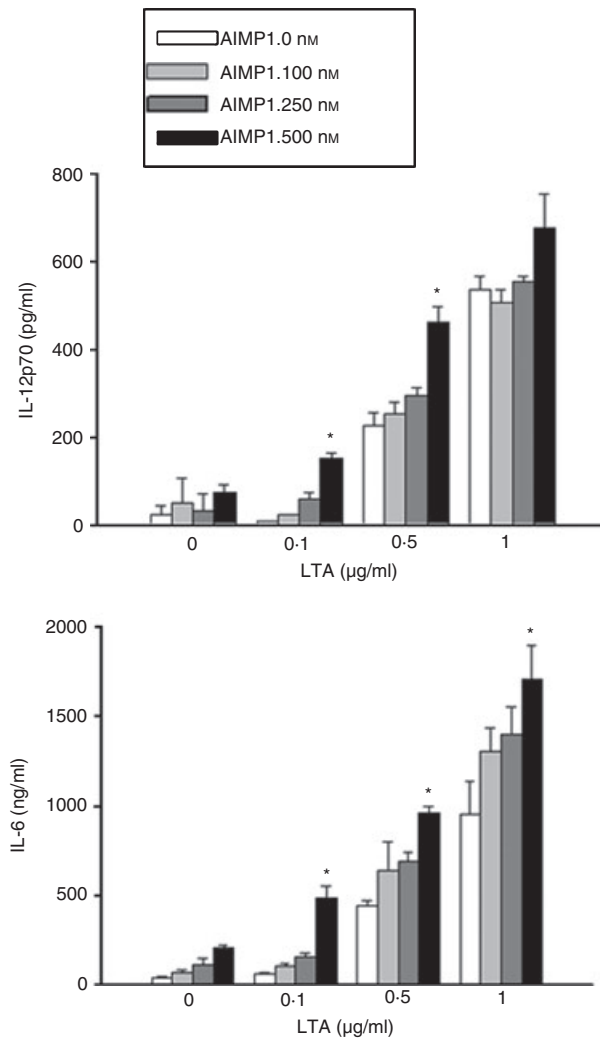 AIMP1.0 nM
AIMP1.100 nM
AIMP1.250 nM
AIMP1.500 nM
800
600
400
200
0
IL-12p70 (pg/ml)
*
*
0 0·1 0·5 1
LTA (µg/ml)
2000
1500
1000
500
0
IL-6 (ng/ml)
*
*
*
0 0·1 0·5 1
LTA (µg/ml)